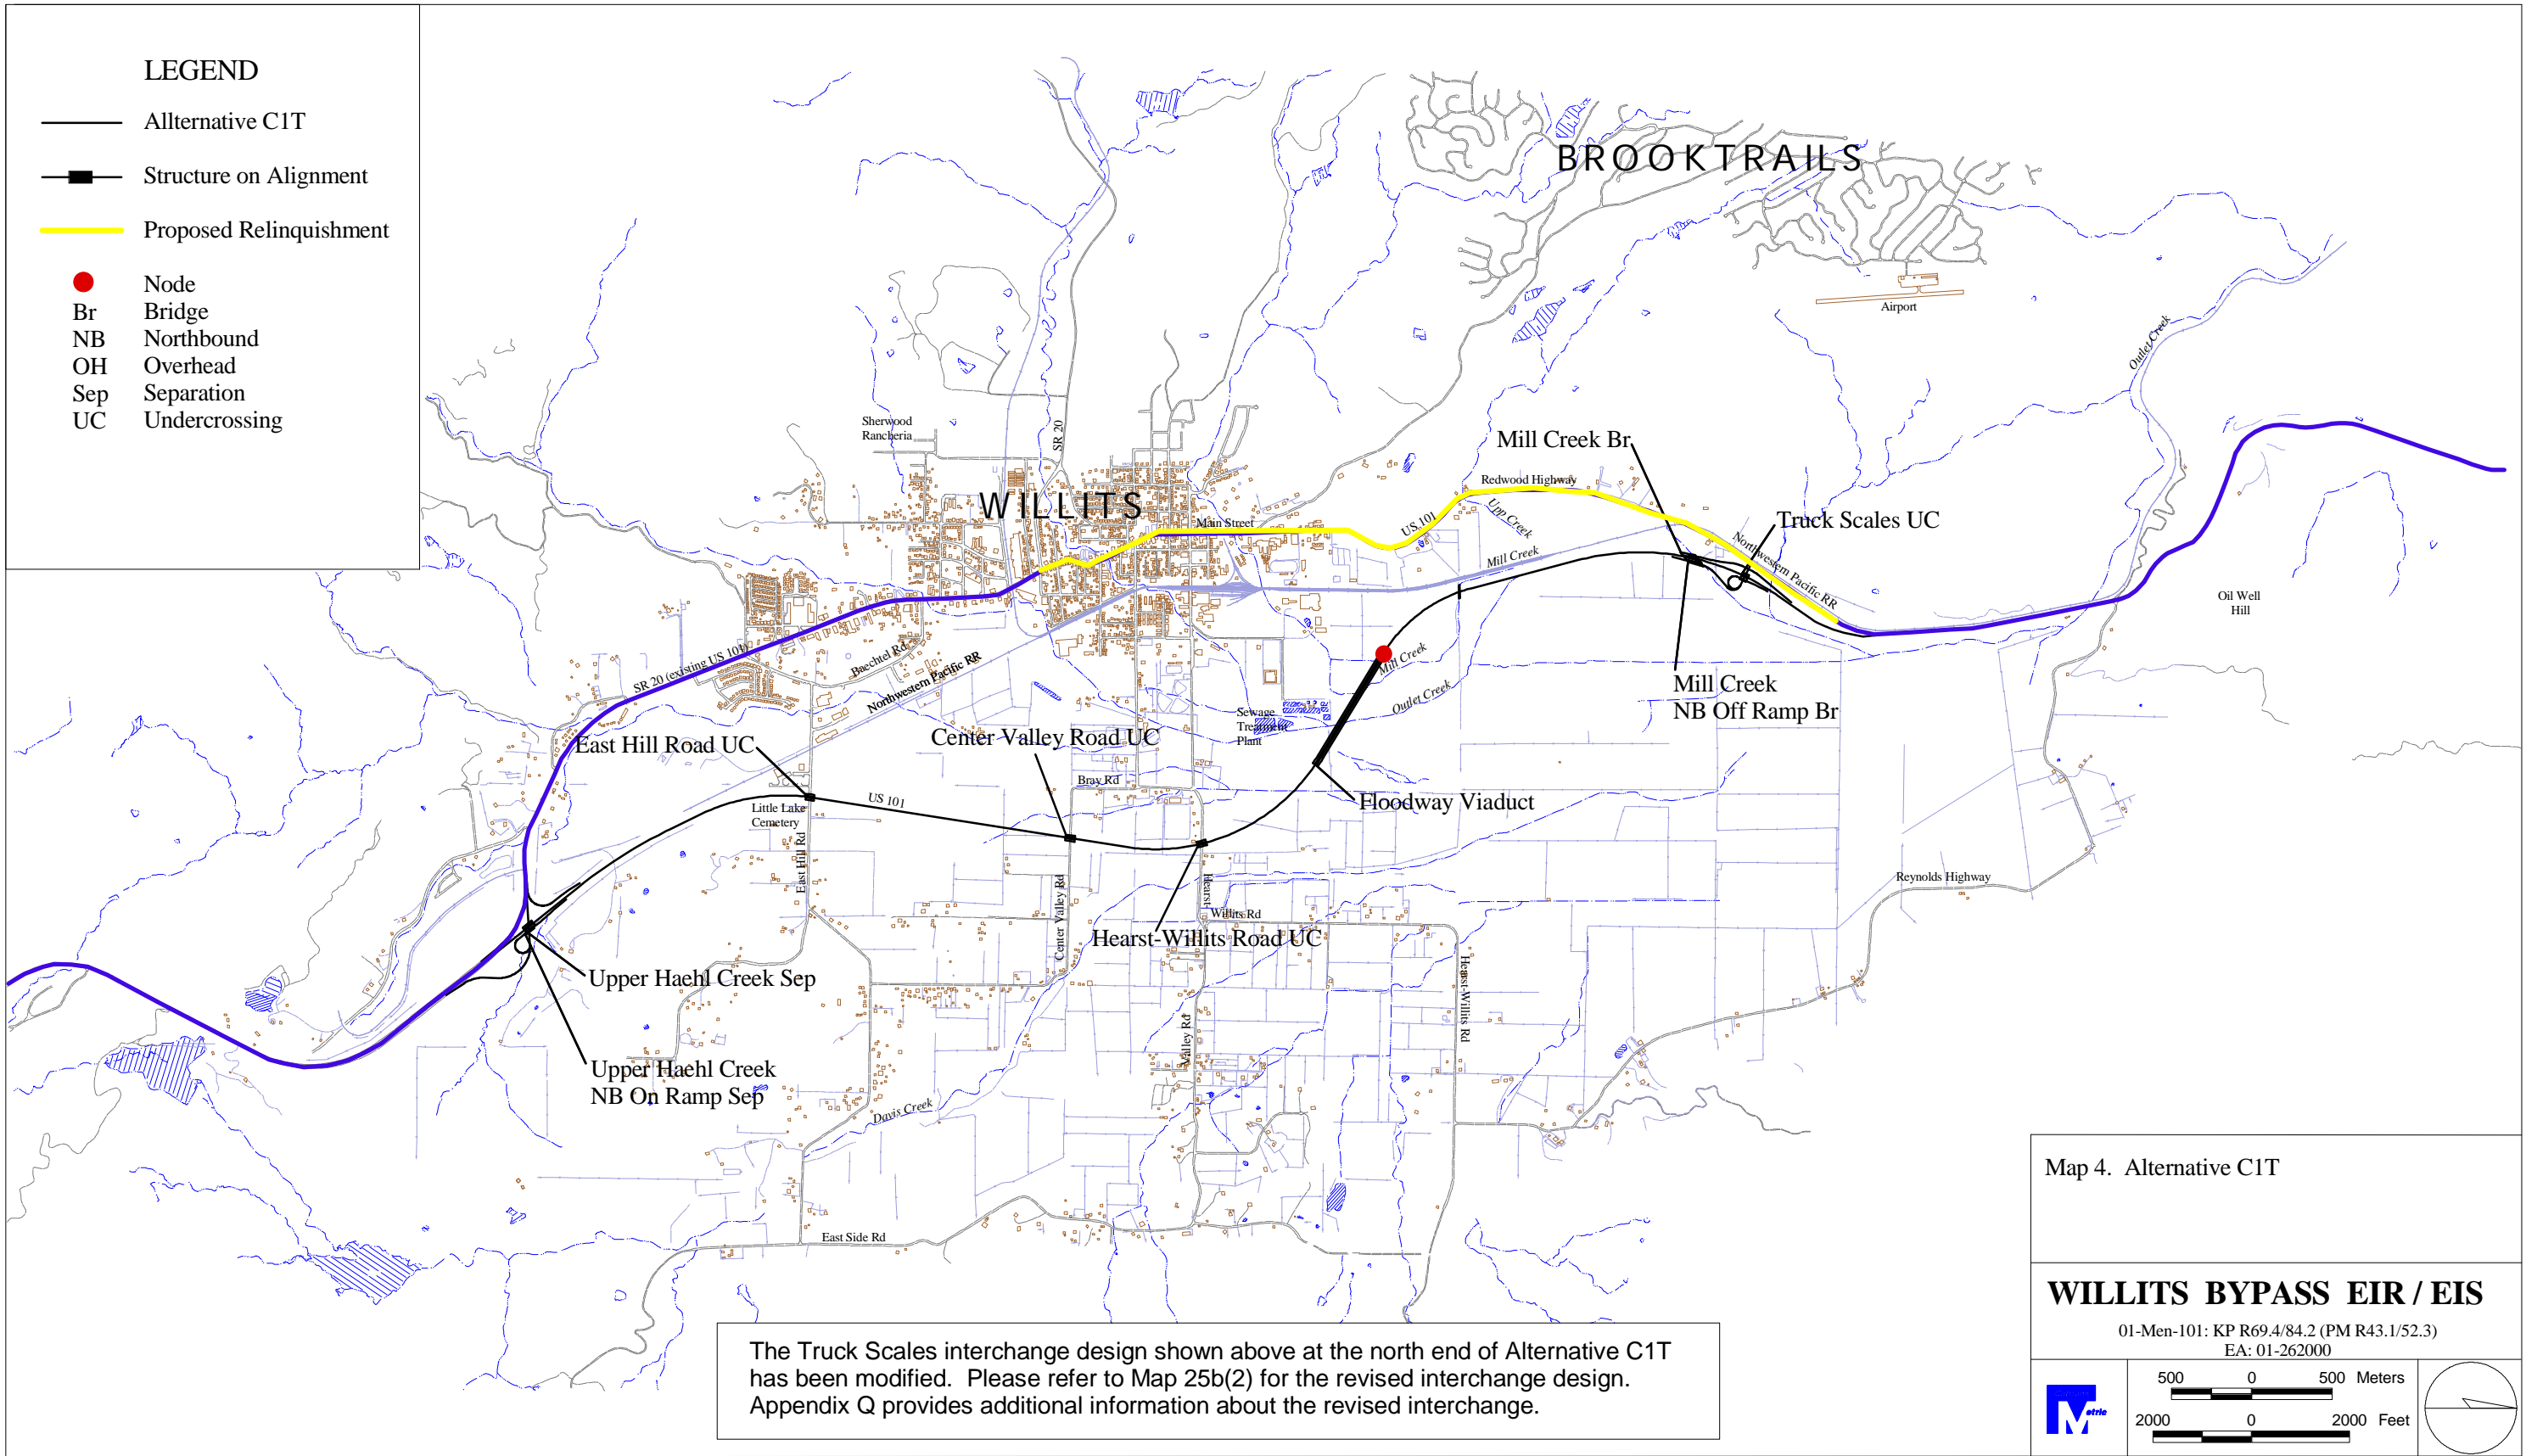 LEGEND
Allternative C1T
Structure on Alignment
Proposed Relinquishment
Node
Br Bridge
NB Northbound
OH Overhead
Sep Separation
UC Undercrossing
BROOKTRAILS
Airport
Outlet Creek
Sherwood
Rancheria
SR 20
WILLITS
Main Street
US 101
Redwood Highway
Upp Creek
Mill Creek
Mill Creek Br
Truck Scales UC
Northwestern Pacific RR
Oil Well
Hill
SR 20 (existing US 101)
Baechtel Rd
Northwestern Pacific RR
Mill Creek
Outlet Creek
Sewage
Treatment
Plant
Mill Creek
NB Off Ramp Br
East Hill Road UC
Center Valley Road UC
Bray Rd
US 101
Little Lake
Cemetery
Floodway Viaduct
East Hill Rd
Center Valley Rd
Hearst-
Willits Rd
Reynolds Highway
Hearst-Willits Road UC
Hearst-Willits Rd
Upper Haehl Creek Sep
Valley Rd
Upper Haehl Creek
NB On Ramp Sep
Davis Creek
East Side Rd
The Truck Scales interchange design shown above at the north end of Alternative C1T
has been modified. Please refer to Map 25b(2) for the revised interchange design.
Appendix Q provides additional information about the revised interchange.
Map 4. Alternative C1T
WILLITS BYPASS EIR / EIS
01-Men-101: KP R69.4/84.2 (PM R43.1/52.3)
EA: 01-262000
Metric
500 0 500 Meters
2000 0 2000 Feet